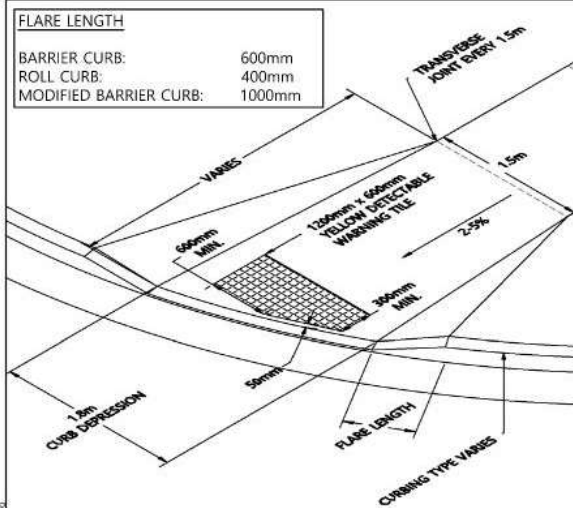 FLARE LENGTH
BARRIER CURB: 600mm
ROLL CURB: 400mm
MODIFIED BARRIER CURB: 1000mm
TRANSVERSE
JOINT EVERY 1.5m
VARIES
1.5m
1200mm x 600mm
YELLOW DETECTABLE
WARNING TILE
600mm
MIN.
2-5%
300mm
MIN.
50mm
1.8m
CURB DEPRESSION
FLARE LENGTH
CURBING TYPE VARIES